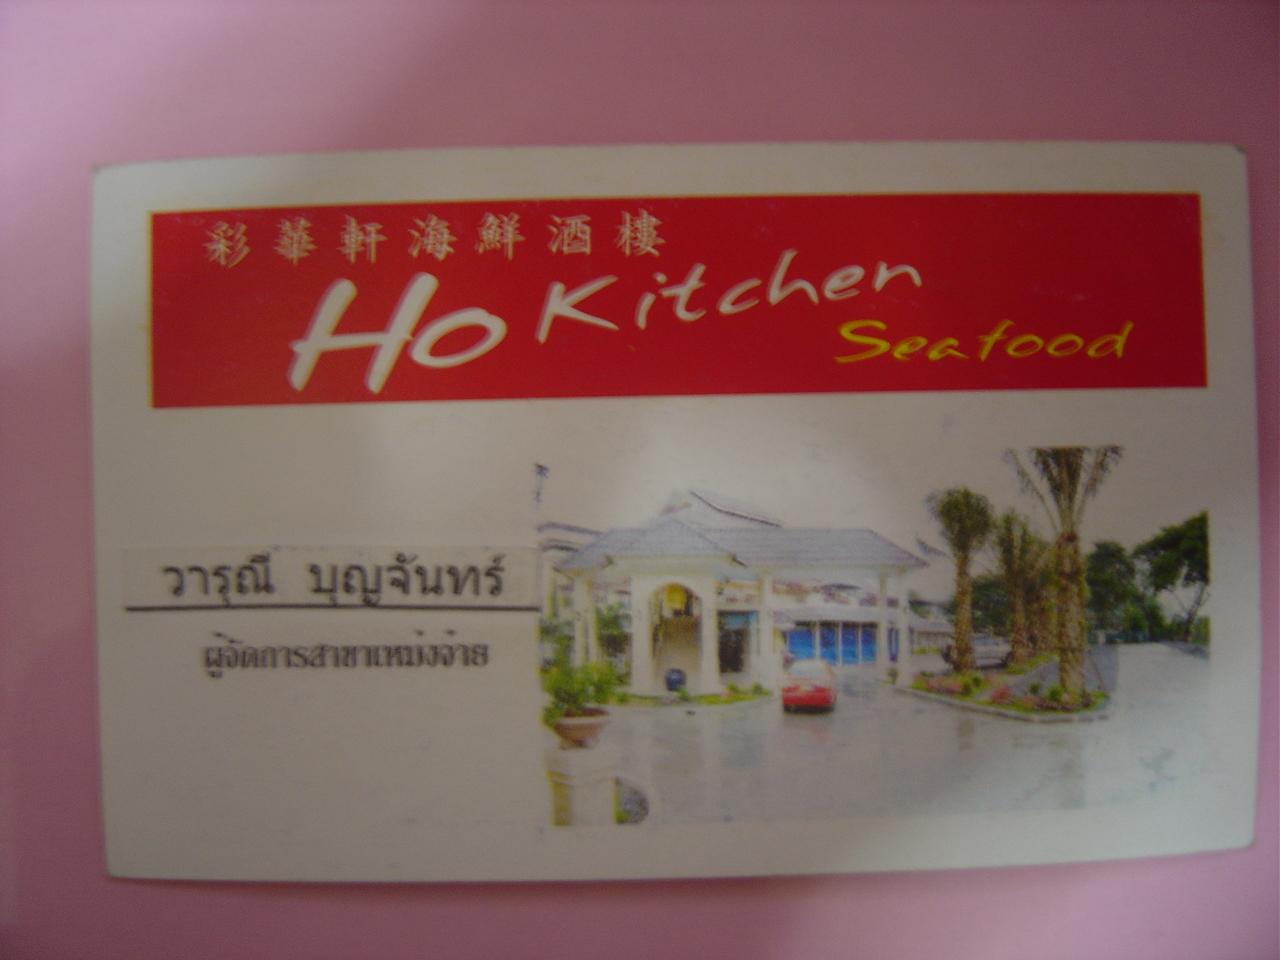 彩華軒海鮮酒樓
Ho Kitchen
Seafood
วารุณี บุญจันทร์
ผู้จัดการสาขาเหม่งจ๋าย